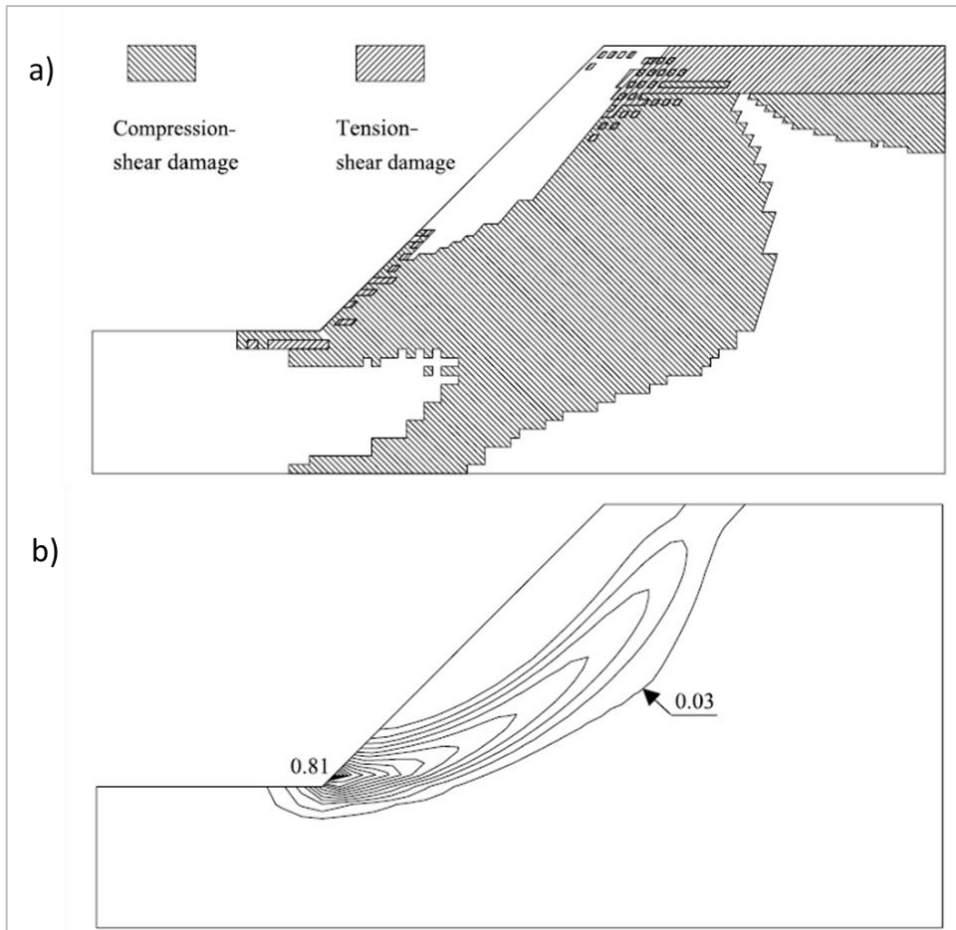 a)
Compression-
shear damage
Tension-
shear damage
b)
0.81
0.03